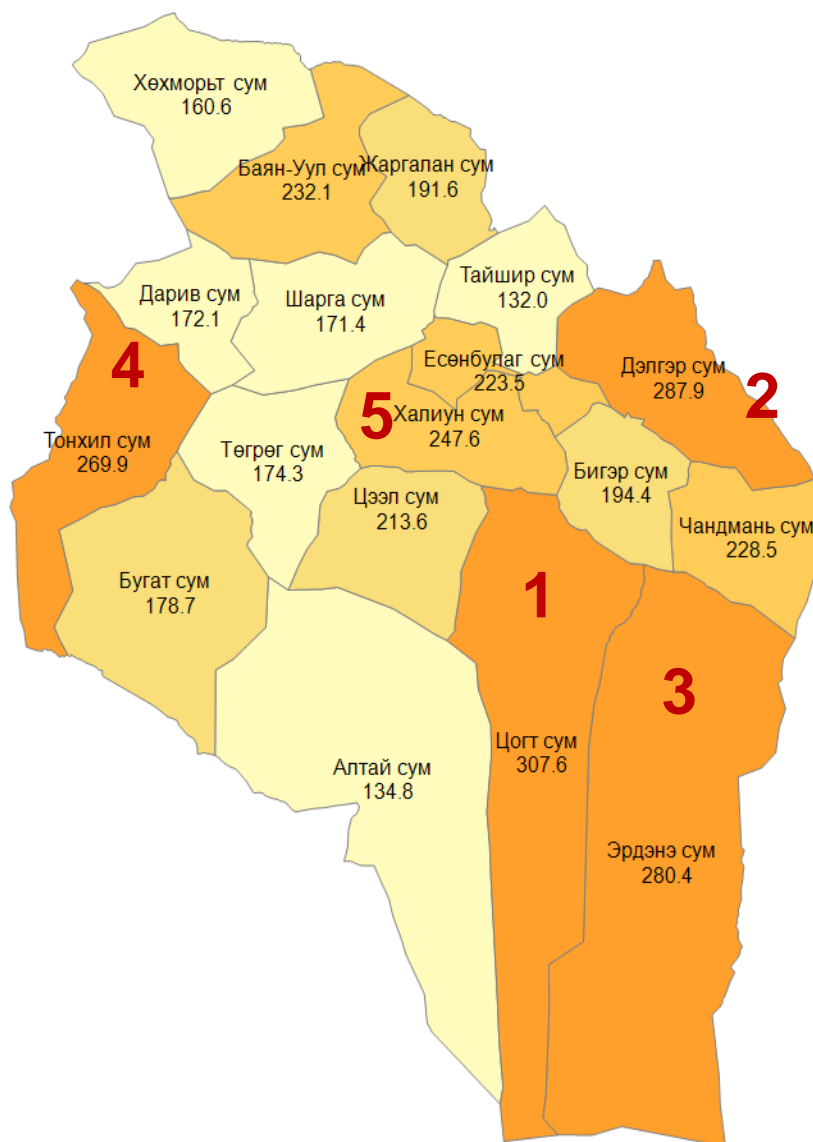 Хөхморьт сум
160.6
Баян-Уул сум
232.1
Жаргалан сум
191.6
Тайшир сум
132.0
Дарив сум
172.1
Шарга сум
171.4
Есөнбулаг сум
223.5
Дэлгэр сум
287.9
2
4
Тонхил сум
269.9
5
Халиун сум
247.6
Төгрөг сум
174.3
Бигэр сум
194.4
Цээл сум
213.6
Чандмань сум
228.5
Бугат сум
178.7
1
3
Цогт сум
307.6
Алтай сум
134.8
Эрдэнэ сум
280.4